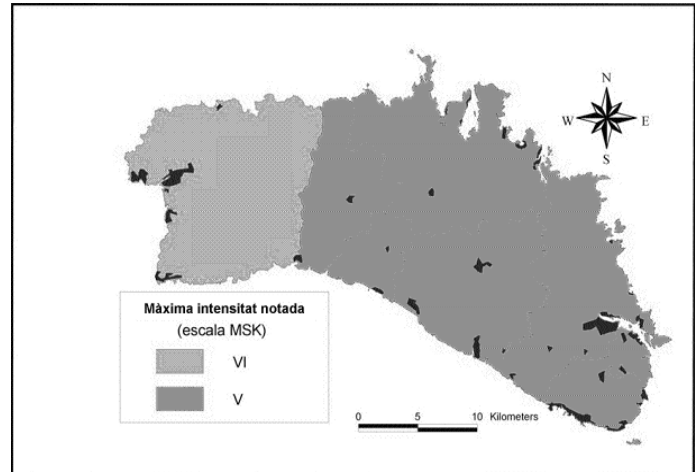 N
W E
S
Màxima intensitat notada
(escala MSK)
VI
V
0 5 10 Kilometers